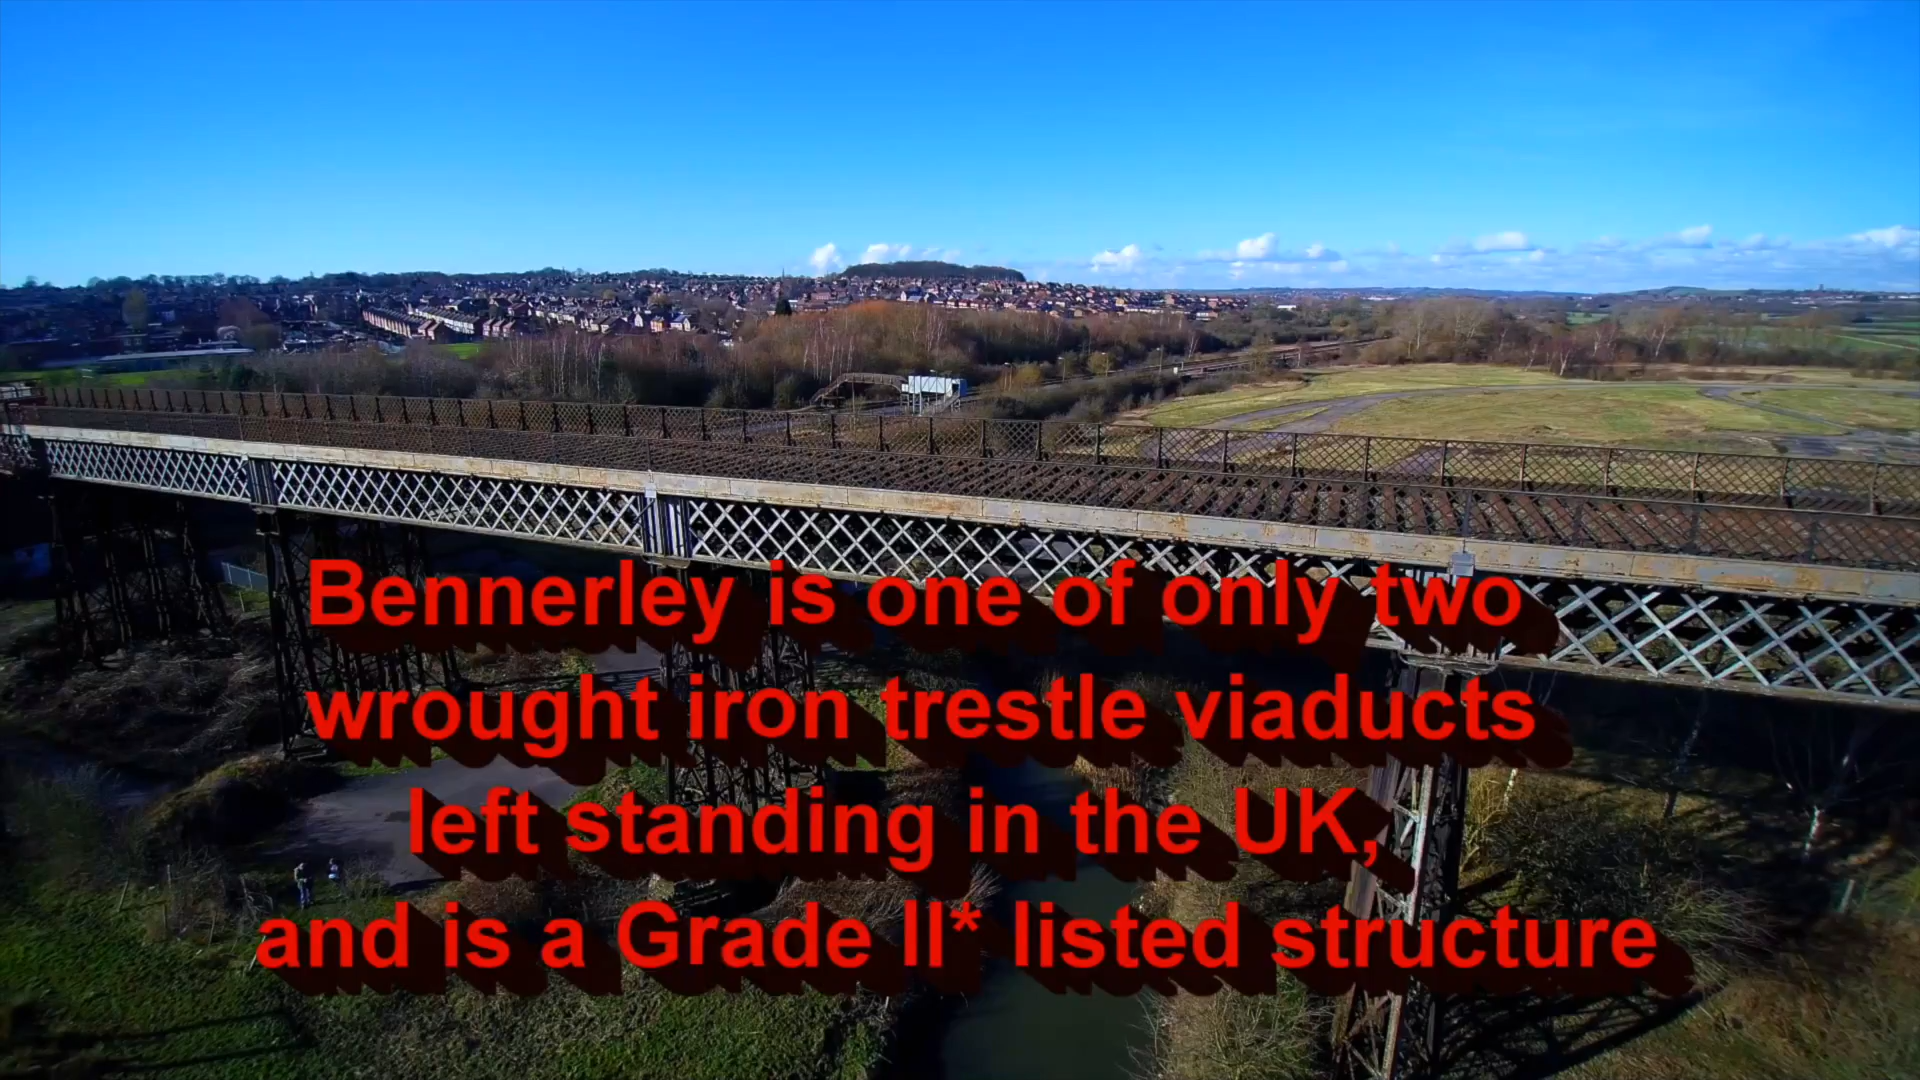 Bennerley is one of only two
wrought iron trestle viaducts
left standing in the UK,
and is a Grade II* listed structure